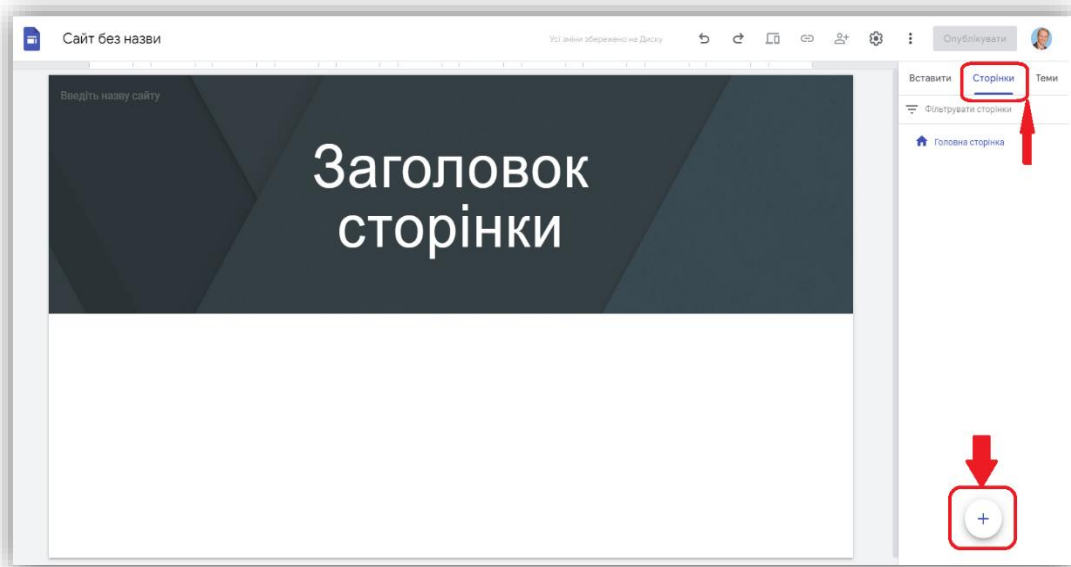 Сайт без назви
Усі зміни збережено на Диску
Опублікувати
Вставити Сторінки Теми
Введіть назву сайту
Фільтрувати сторінки
Головна сторінка
Заголовок
сторінки